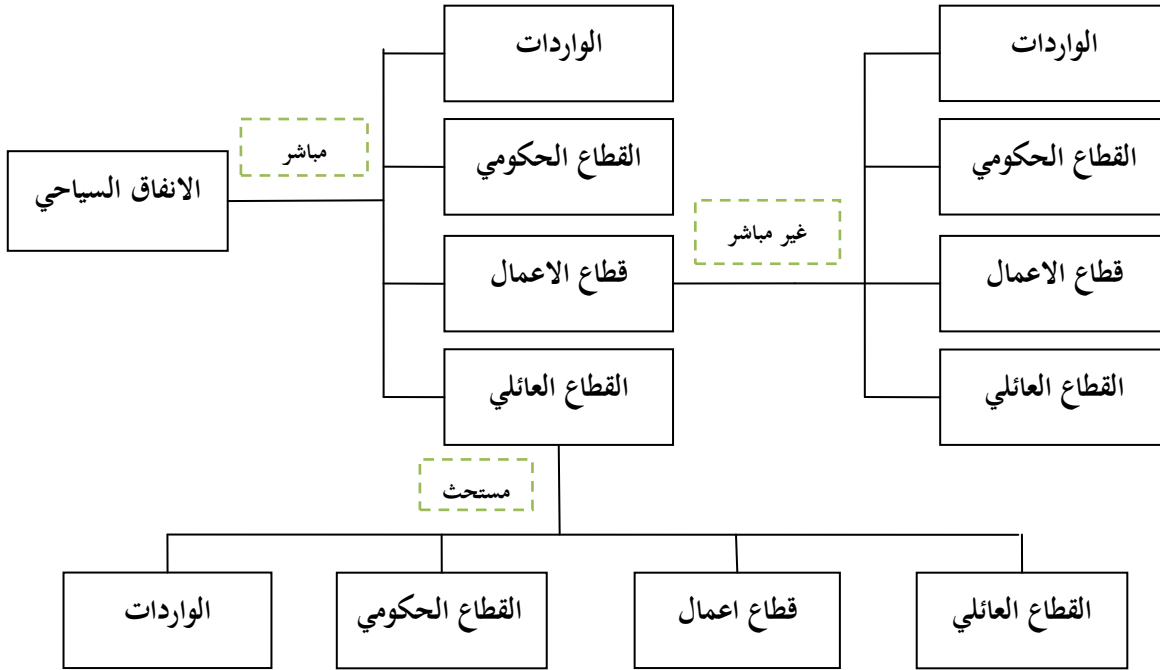 الواردات
الواردات
مباشر
القطاع الحكومي
القطاع الحكومي
الانفاق السياحي
غير مباشر
قطاع الاعمال
قطاع الاعمال
القطاع العائلي
القطاع العائلي
مستحث
الواردات
القطاع الحكومي
قطاع اعمال
القطاع العائلي